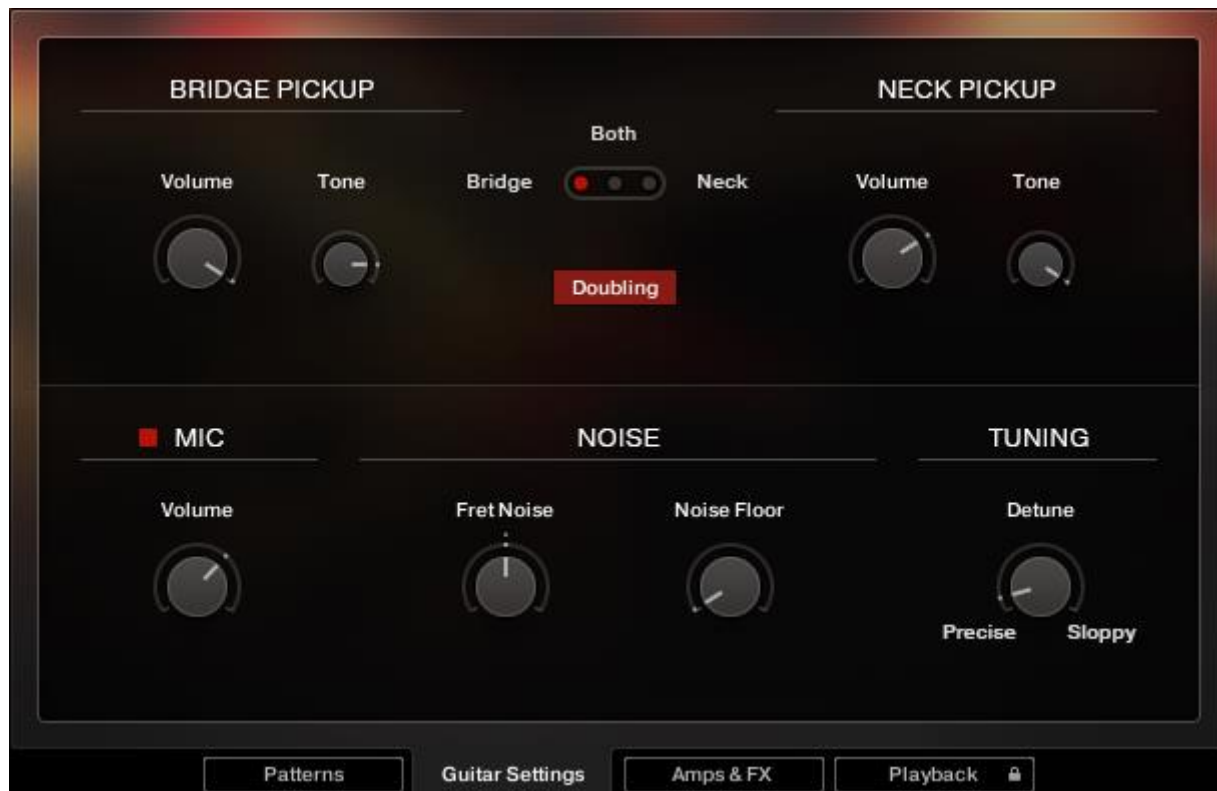 BRIDGE PICKUP
NECK PICKUP
Both
Volume Tone Bridge Neck Volume Tone
Doubling
MIC NOISE TUNING
Volume Fret Noise Noise Floor Detune
Precise Sloppy
Patterns Guitar Settings Amps & FX Playback